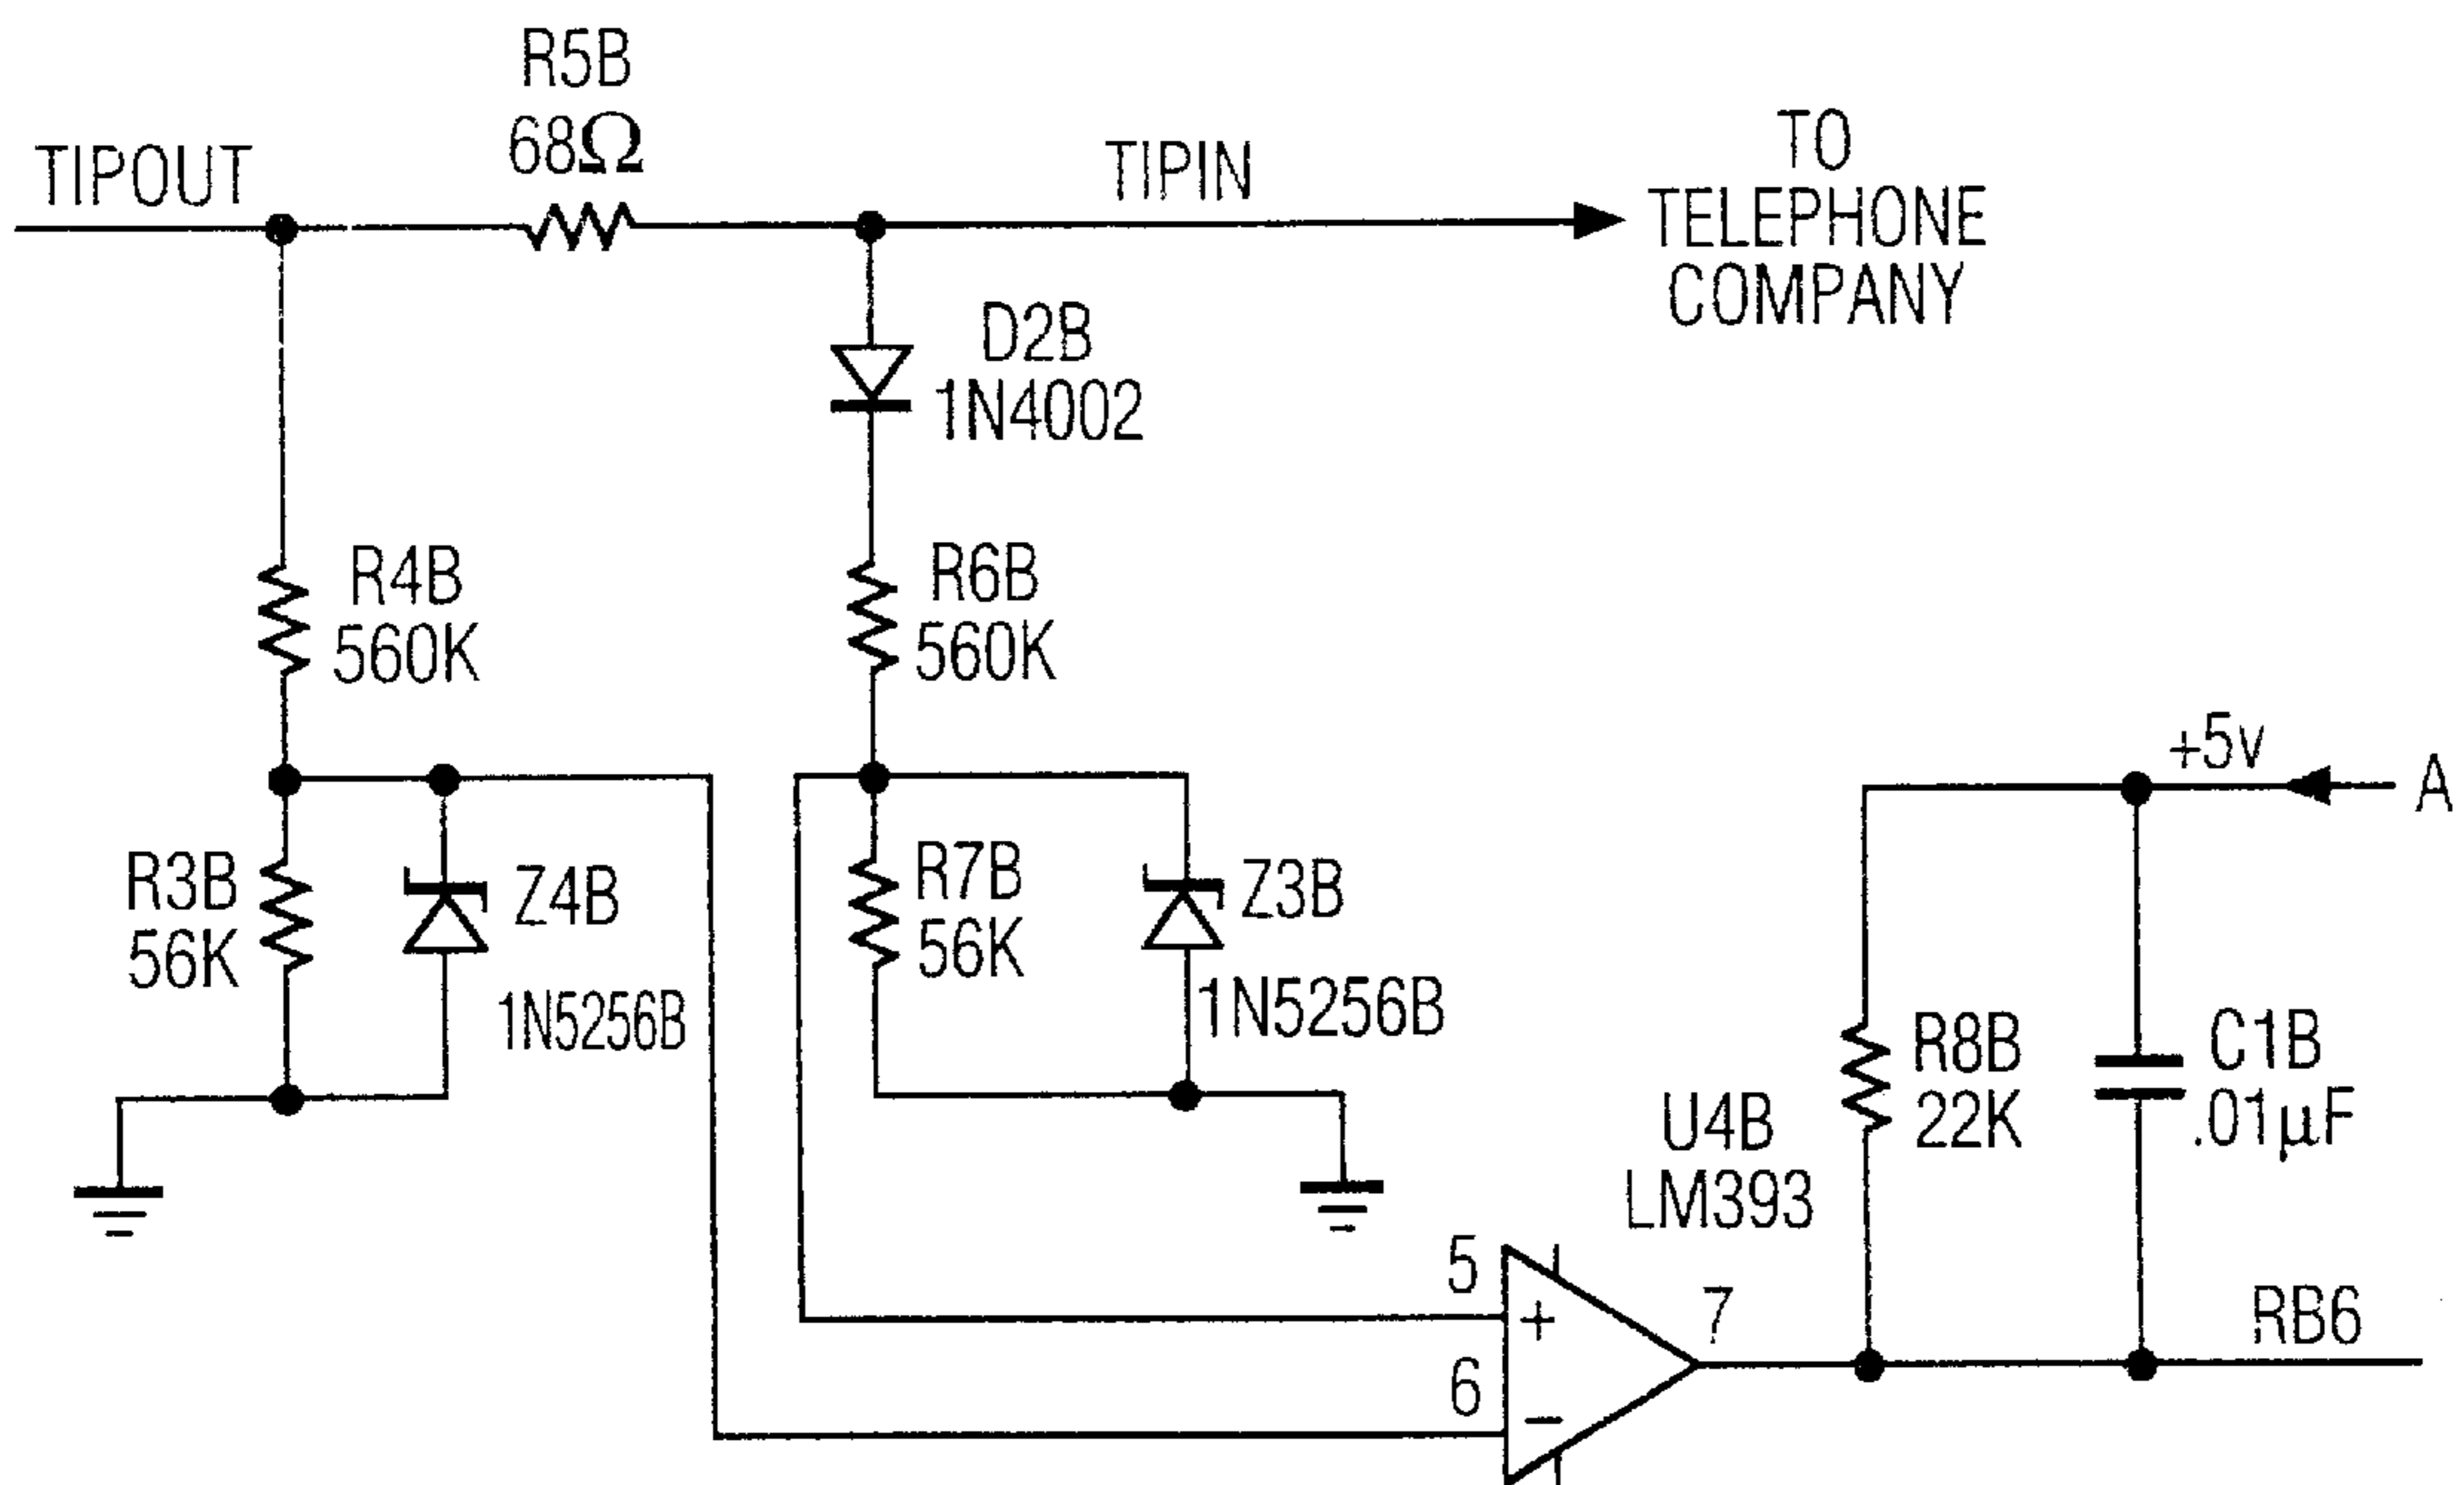 R5B
68Ω
TIPOUT
TIPIN
TO
TELEPHONE
COMPANY
D2B
1N4002
R4B
560K
R6B
560K
+5v
A
R3B
56K
Z4B
1N5256B
R7B
56K
Z3B
1N5256B
R8B
22K
C1B
.01µF
U4B
LM393
5
+
6
−
7
RB6